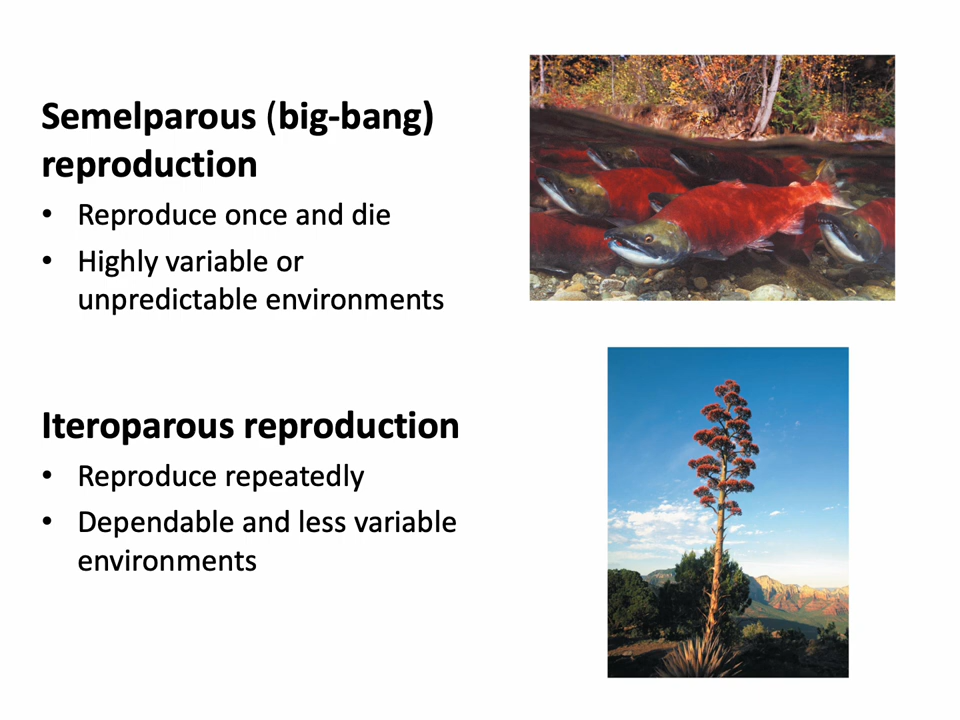 Semelparous (big-bang)
reproduction
• Reproduce once and die
• Highly variable or
unpredictable environments
Iteroparous reproduction
• Reproduce repeatedly
• Dependable and less variable
environments